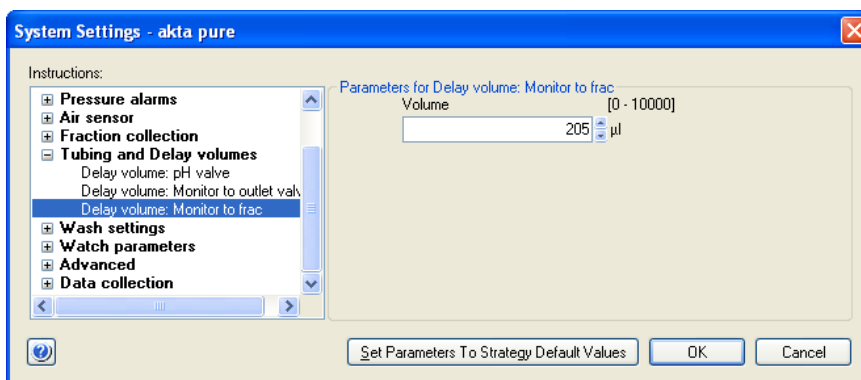 System Settings - akta pure
Instructions:
Pressure alarms
Air sensor
Fraction collection
Tubing and Delay volumes
Delay volume: pH valve
Delay volume: Monitor to outlet valv
Delay volume: Monitor to frac
Wash settings
Watch parameters
Advanced
Data collection
Parameters for Delay volume: Monitor to frac
Volume [0 - 10000]
205 µl
Set Parameters To Strategy Default Values OK Cancel